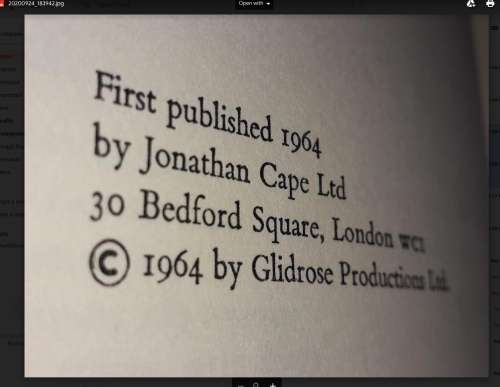 20200924_183942.jpg
Open with
First published 1964
by Jonathan Cape Ltd
30 Bedford Square, London WC1
© 1964 by Glidrose Productions Ltd.